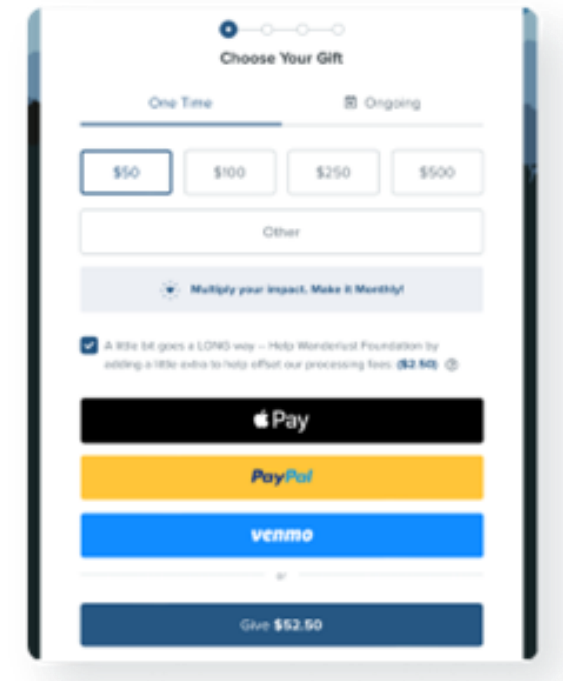 Choose Your Gift
One Time
Ongoing
$50
$100
$250
$500
Other
Multiply your impact. Make it Monthly!
A little bit goes a LONG way – Help Wanderlust Foundation by
adding a little extra to help offset our processing fees. ($2.50) ?
Pay
PayPal
venmo
or
Give $52.50